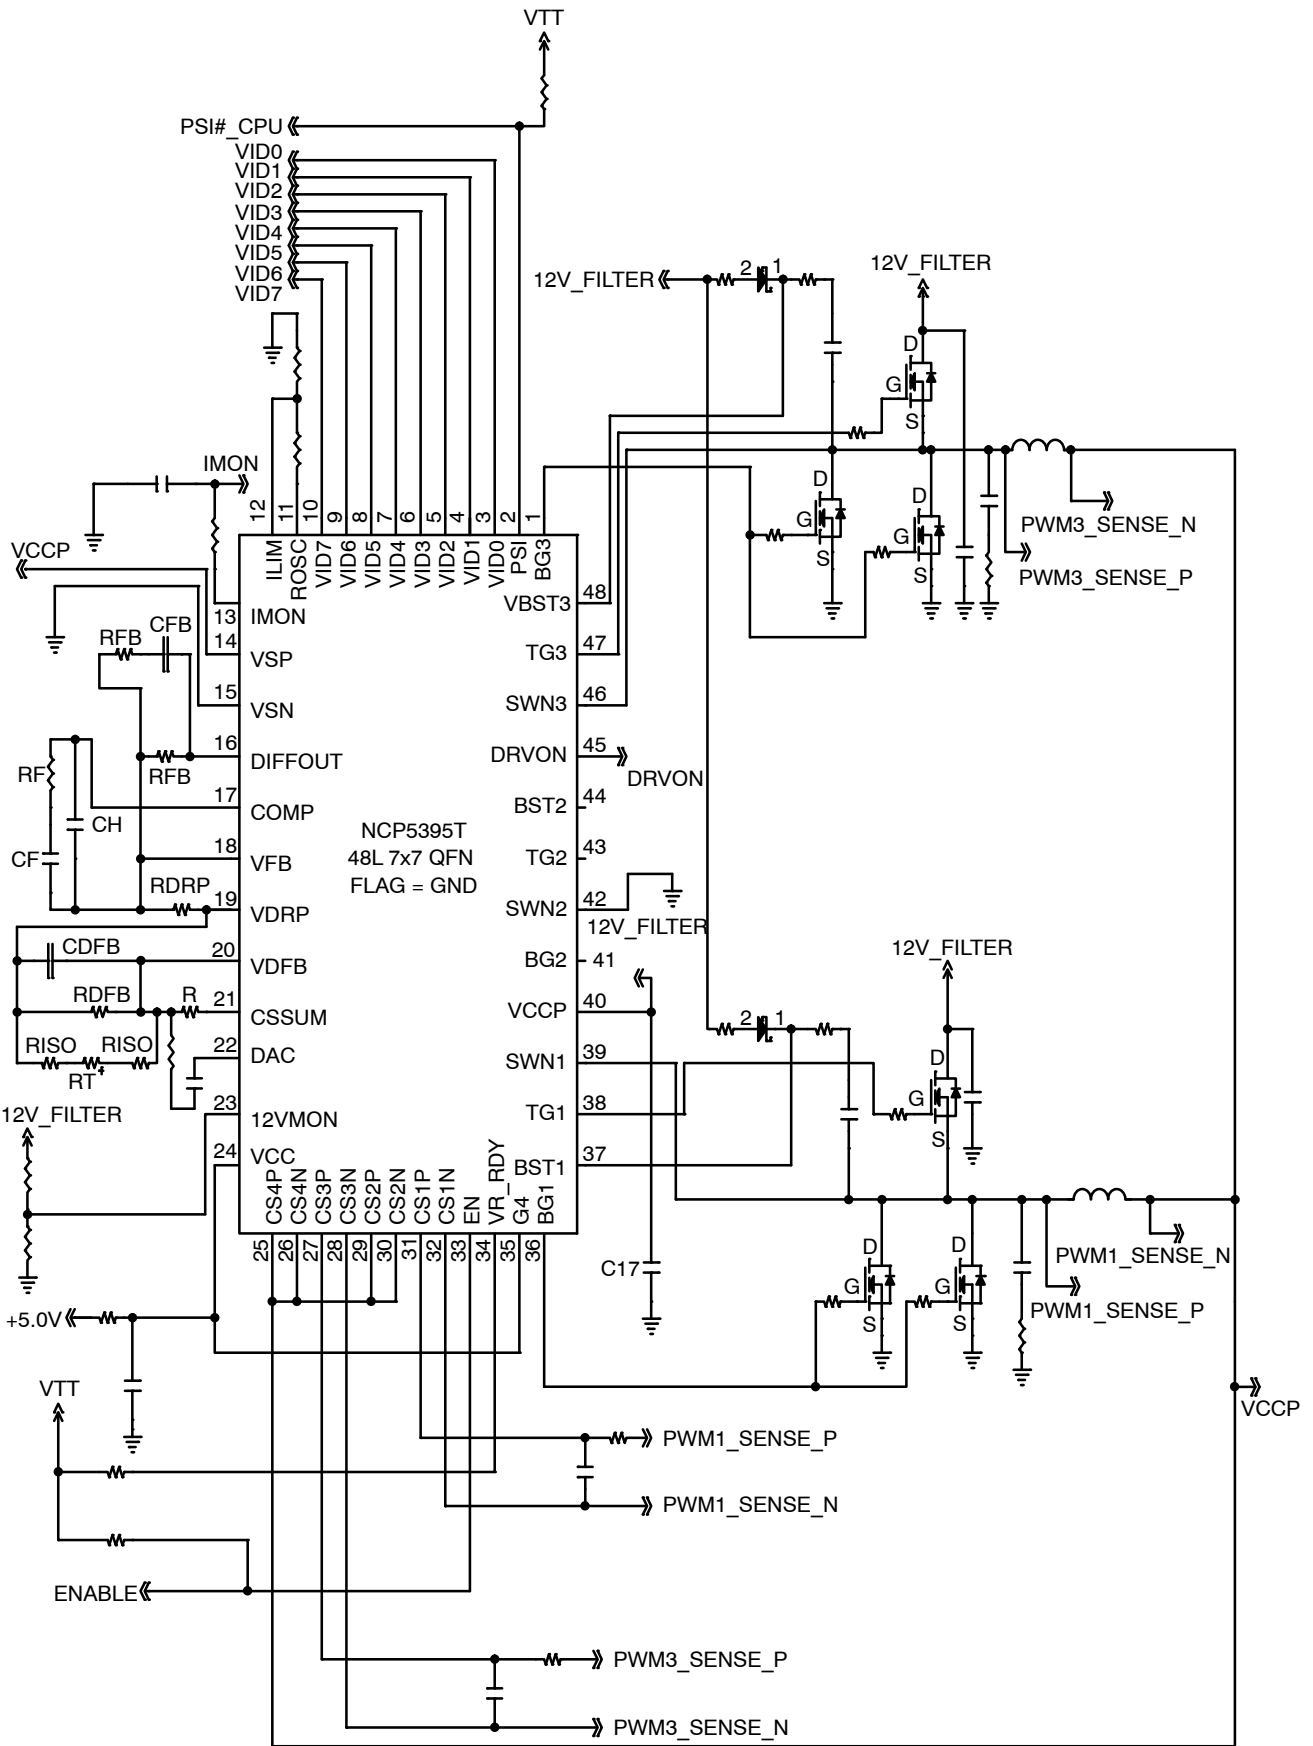 VTT
PSI#_CPU
VID0
VID1
VID2
VID3
VID4
VID5
VID6
VID7
12V_FILTER
2 1
12V_FILTER
D
G
S
IMON
12 11 10 9 8 7 6 5 4 3 2 1
ILIM ROSC VID7 VID6 VID5 VID4 VID3 VID2 VID1 VID0 PSI BG3
D
G
S
D
G
S
PWM3_SENSE_N
PWM3_SENSE_P
VCCP
13 IMON
14 VSP
15 VSN
16 DIFFOUT
17 COMP
18 VFB
19 VDRP
20 VDFB
21 CSSUM
22 DAC
23 12VMON
24 VCC
RFB CFB
RFB
RF
CH
CF
RDRP
CDFB
RDFB R
RISO RISO
RT
+
12V_FILTER
NCP5395T
48L 7x7 QFN
FLAG = GND
VBST3 48
TG3 47
SWN3 46
DRVON 45
DRVON
BST2 44
TG2 43
SWN2 42
12V_FILTER
BG2 41
VCCP 40
SWN1 39
TG1 38
BST1 37
2 1
12V_FILTER
D
G
S
CS4P CS4N CS3P CS3N CS2P CS2N CS1P CS1N EN VR_RDY G4 BG1
25 26 27 28 29 30 31 32 33 34 35 36
C17
D
G
S
D
G
S
PWM1_SENSE_N
PWM1_SENSE_P
+5.0V
VTT
VCCP
PWM1_SENSE_P
PWM1_SENSE_N
ENABLE
PWM3_SENSE_P
PWM3_SENSE_N